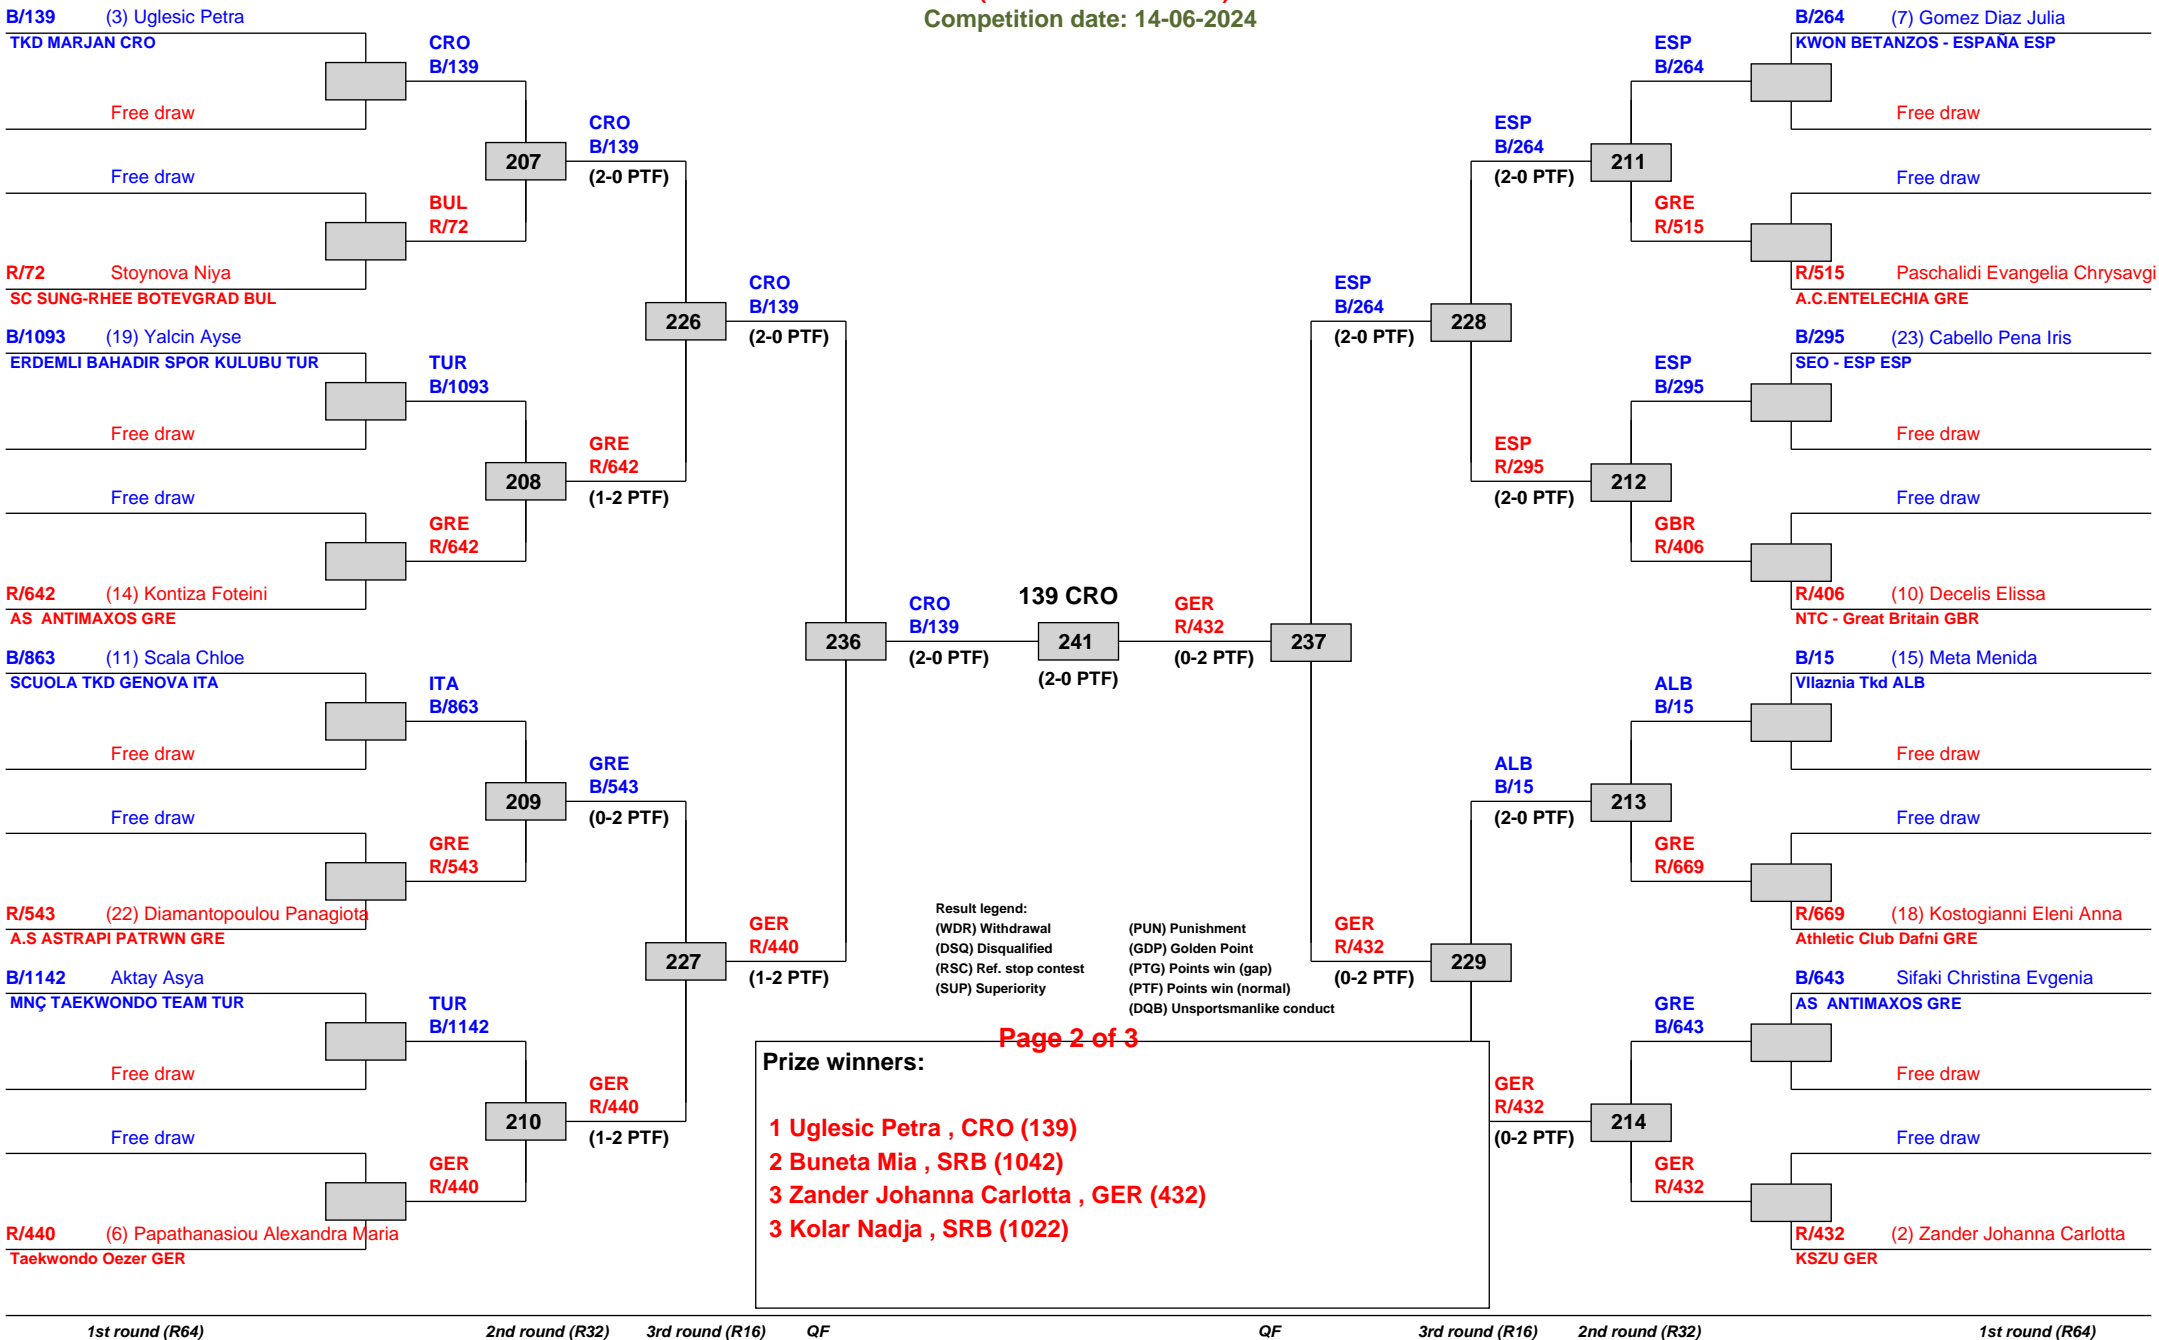 Competition date: 14-06-2024
B/139 (3) Uglesic Petra
TKD MARJAN CRO
Free draw
Free draw
R/72 Stoynova Niya
SC SUNG-RHEE BOTEVGRAD BUL
B/1093 (19) Yalcin Ayse
ERDEMLI BAHADIR SPOR KULUBU TUR
Free draw
Free draw
R/642 (14) Kontiza Foteini
AS ANTIMAXOS GRE
B/863 (11) Scala Chloe
SCUOLA TKD GENOVA ITA
Free draw
Free draw
R/543 (22) Diamantopoulou Panagiota
A.S ASTRAPI PATRWN GRE
B/1142 Aktay Asya
MNÇ TAEKWONDO TEAM TUR
Free draw
Free draw
R/440 (6) Papathanasiou Alexandra Maria
Taekwondo Oezer GER
CRO
B/139
BUL
R/72
TUR
B/1093
GRE
R/642
ITA
B/863
GRE
R/543
TUR
B/1142
GER
R/440
207
208
209
210
CRO
B/139
(2-0 PTF)
GRE
R/642
(1-2 PTF)
GRE
B/543
(0-2 PTF)
GER
R/440
(1-2 PTF)
226
227
CRO
B/139
(2-0 PTF)
GER
R/440
(1-2 PTF)
236
CRO
B/139
(2-0 PTF)
139 CRO
241
(2-0 PTF)
GER
R/432
(0-2 PTF)
237
ESP
B/264
(2-0 PTF)
GER
R/432
(0-2 PTF)
228
229
ESP
B/264
(2-0 PTF)
ESP
R/295
(2-0 PTF)
ALB
B/15
(2-0 PTF)
GER
R/432
(0-2 PTF)
211
212
213
214
ESP
B/264
GRE
R/515
ESP
B/295
GBR
R/406
ALB
B/15
GRE
R/669
GRE
B/643
GER
R/432
B/264 (7) Gomez Diaz Julia
KWON BETANZOS - ESPAÑA ESP
Free draw
Free draw
R/515 Paschalidi Evangelia Chrysavgi
A.C.ENTELECHIA GRE
B/295 (23) Cabello Pena Iris
SEO - ESP ESP
Free draw
Free draw
R/406 (10) Decelis Elissa
NTC - Great Britain GBR
B/15 (15) Meta Menida
Vllaznia Tkd ALB
Free draw
Free draw
R/669 (18) Kostogianni Eleni Anna
Athletic Club Dafni GRE
B/643 Sifaki Christina Evgenia
AS ANTIMAXOS GRE
Free draw
Free draw
R/432 (2) Zander Johanna Carlotta
KSZU GER
Result legend:
(WDR) Withdrawal
(DSQ) Disqualified
(RSC) Ref. stop contest
(SUP) Superiority
(PUN) Punishment
(GDP) Golden Point
(PTG) Points win (gap)
(PTF) Points win (normal)
(DQB) Unsportsmanlike conduct
Page 2 of 3
Prize winners:
1 Uglesic Petra , CRO (139)
2 Buneta Mia , SRB (1042)
3 Zander Johanna Carlotta , GER (432)
3 Kolar Nadja , SRB (1022)
1st round (R64) 2nd round (R32) 3rd round (R16) QF QF 3rd round (R16) 2nd round (R32) 1st round (R64)